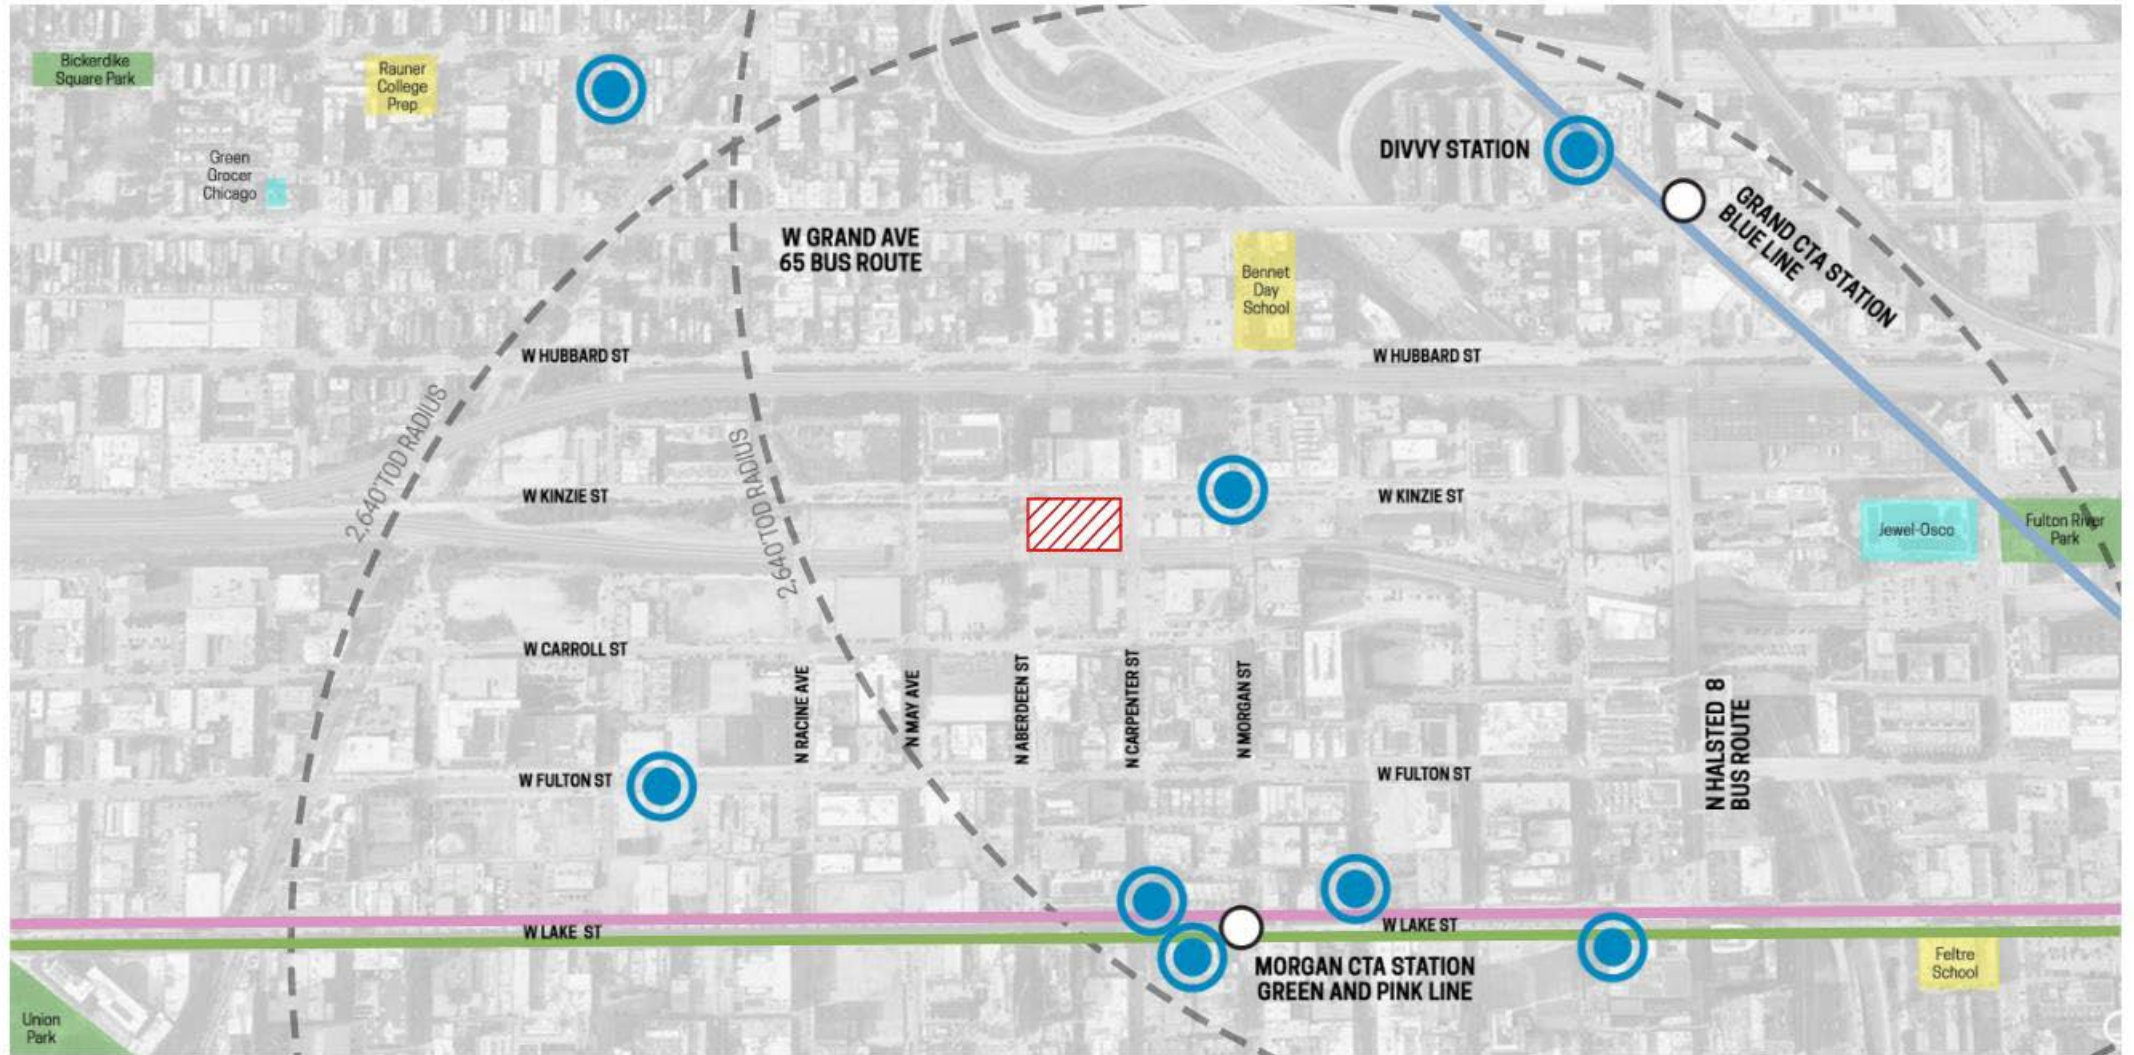 Bickerdike
Square Park
Rauner
College
Prep
Green
Grocer
Chicago
DIVVY STATION
GRAND CTA STATION
BLUE LINE
W GRAND AVE
65 BUS ROUTE
Bennet
Day
School
W HUBBARD ST
W HUBBARD ST
2,640' TOD RADIUS
2,640' TOD RADIUS
W KINZIE ST
W KINZIE ST
Jewel-Osco
Fulton River
Park
W CARROLL ST
N RACINE AVE
N MAY AVE
N ABERDEEN ST
N CARPENTER ST
N MORGAN ST
N HALSTED 8
BUS ROUTE
W FULTON ST
W FULTON ST
W LAKE ST
W LAKE ST
MORGAN CTA STATION
GREEN AND PINK LINE
Feltre
School
Union
Park